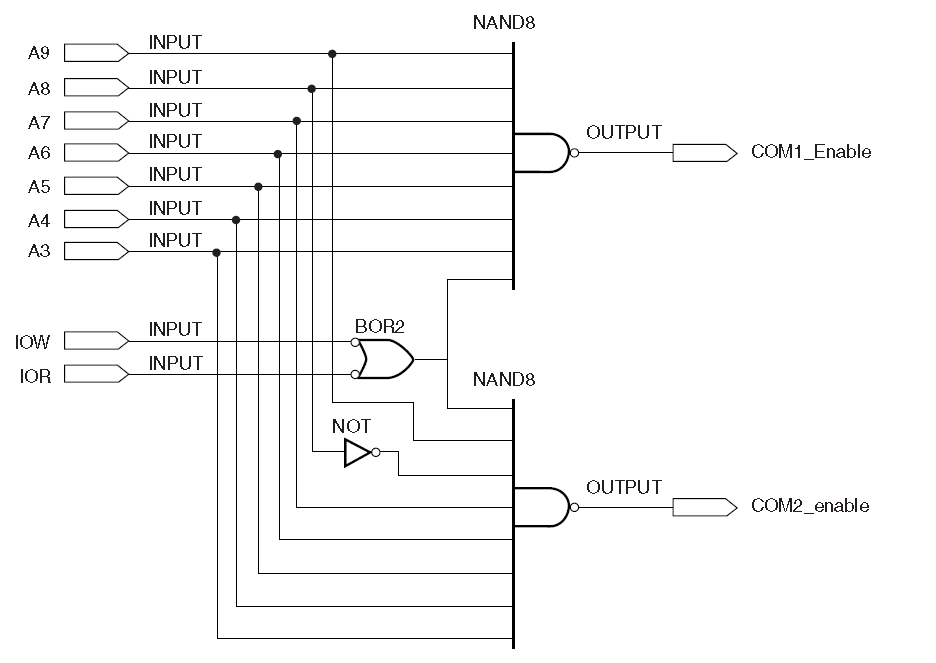 NAND8
A9 INPUT
A8 INPUT
A7 INPUT
OUTPUT
A6 INPUT
COM1_Enable
A5 INPUT
A4 INPUT
A3 INPUT
BOR2
IOW INPUT
IOR INPUT
NAND8
NOT
OUTPUT
COM2_enable